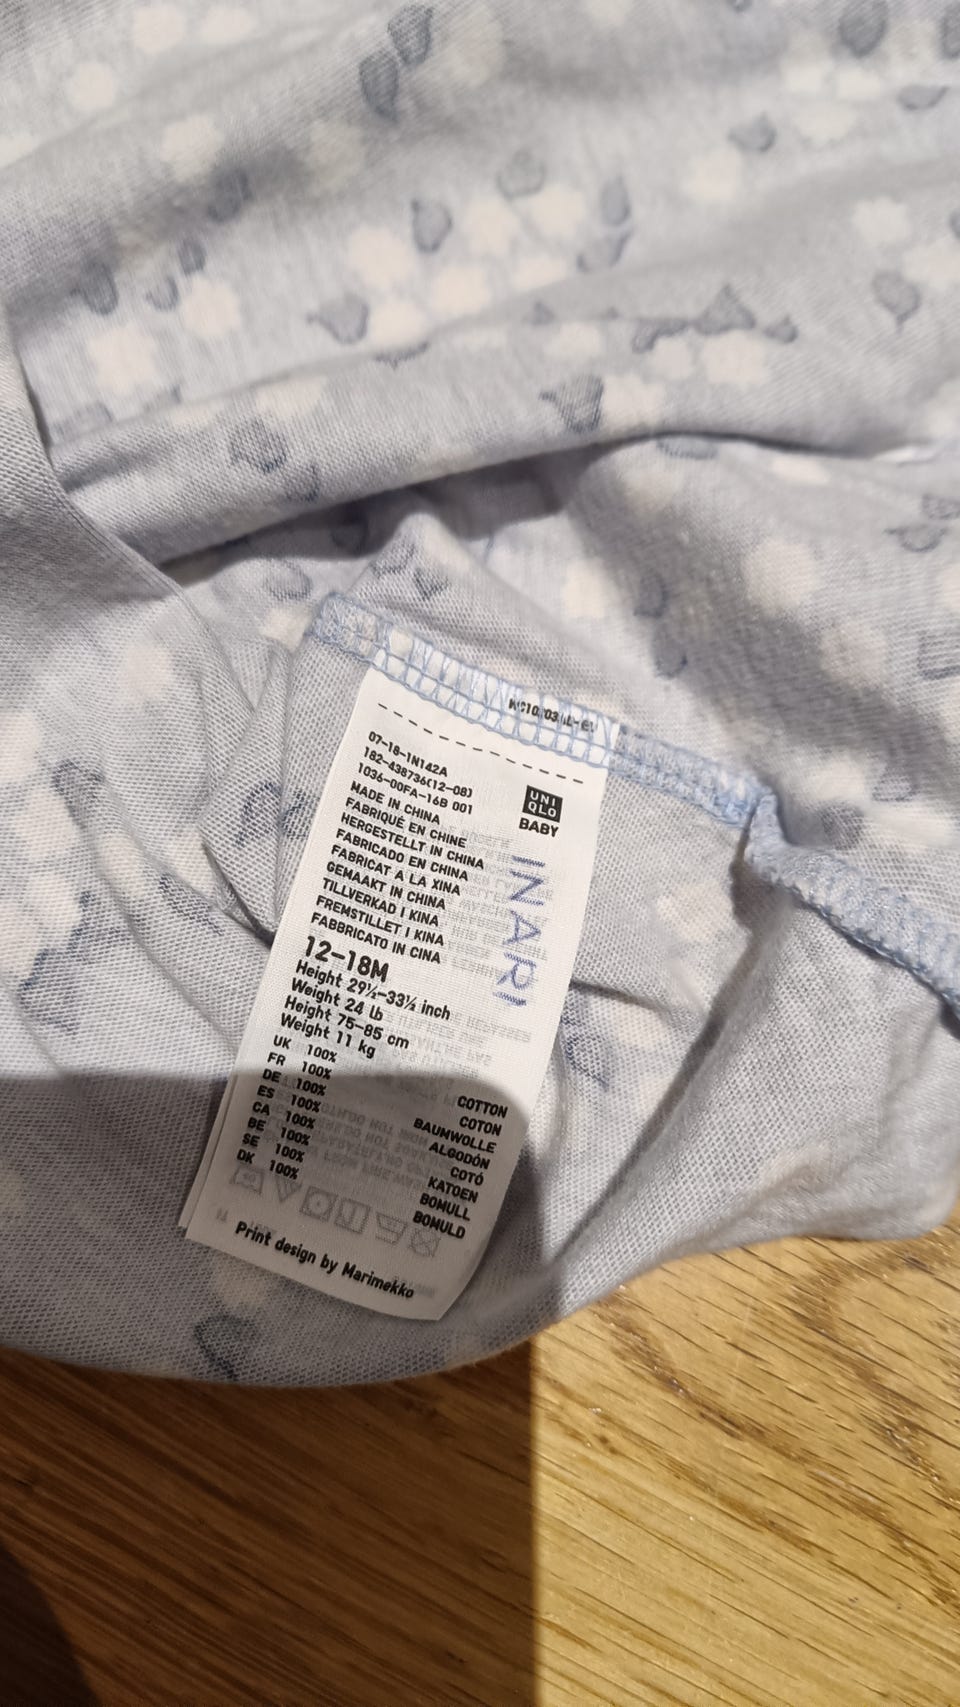 07-18-1N142A
182-438736(12-08)
1036-00FA-16B 001
UNI
QLO
BABY
INARI
MADE IN CHINA
FABRIQUÉ EN CHINE
HERGESTELLT IN CHINA
FABRICADO EN CHINA
FABRICAT A LA XINA
GEMAAKT IN CHINA
TILLVERKAD I KINA
FREMSTILLET I KINA
FABBRICATO IN CINA
12-18M
Height 29½-33½ inch
Weight 24 lb
Height 75-85 cm
Weight 11 kg
UK 100% COTTON
FR 100% COTON
DE 100% BAUMWOLLE
ES 100% ALGODÓN
CA 100% COTÓ
BE 100% KATOEN
SE 100% BOMULL
DK 100% BOMULD
Print design by Marimekko